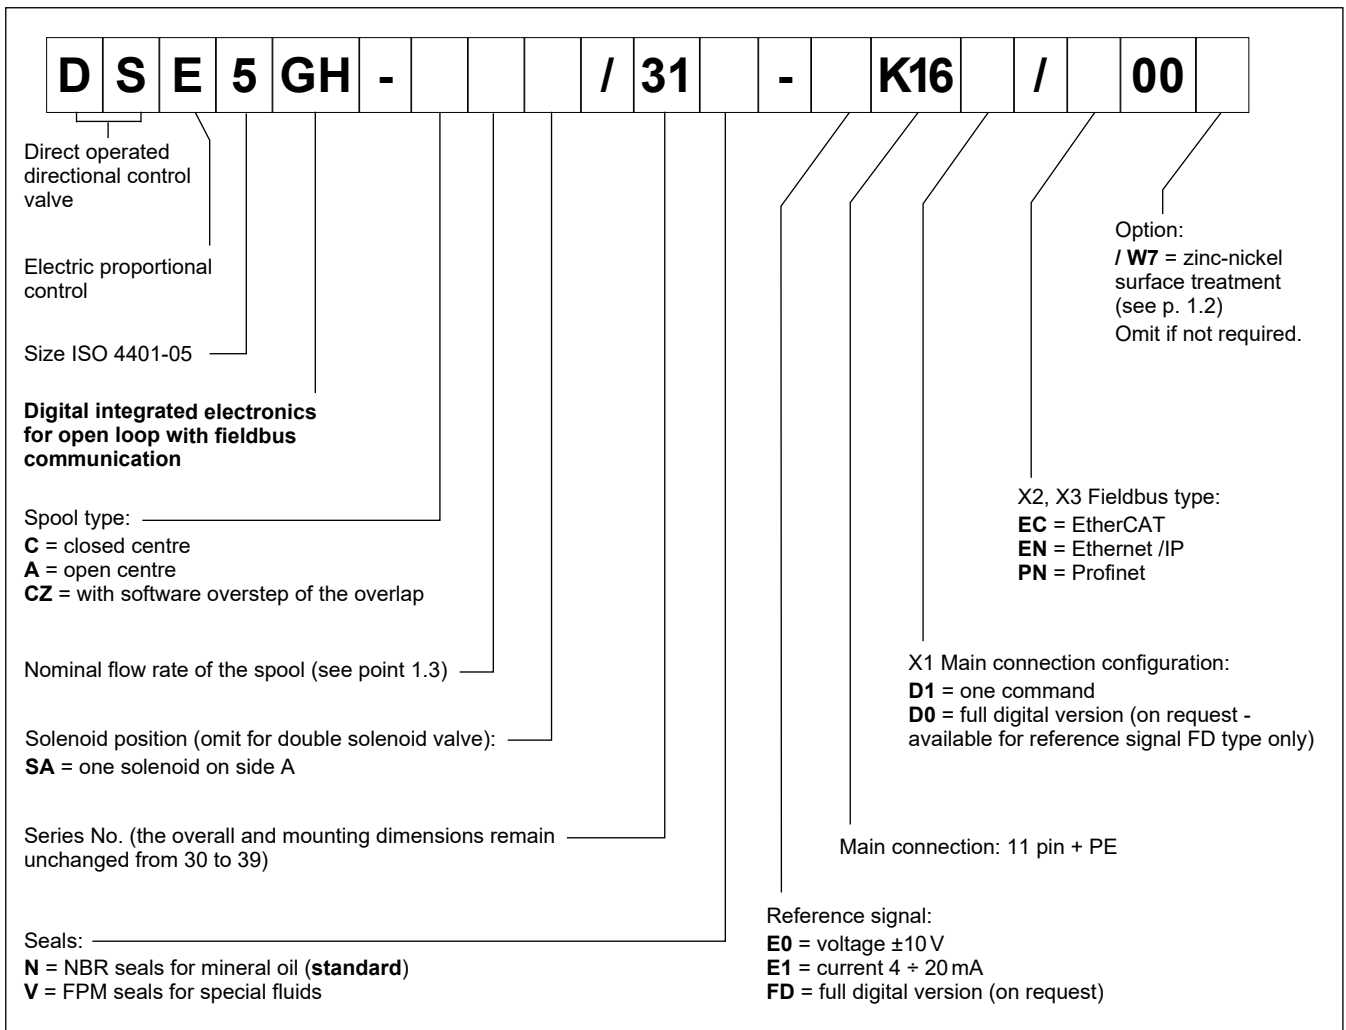 D S E 5 GH - / 31 - K16 / 00
Direct operated
directional control
valve
Electric proportional
control
Size ISO 4401-05
Digital integrated electronics
for open loop with fieldbus
communication
Spool type:
C = closed centre
A = open centre
CZ = with software overstep of the overlap
Nominal flow rate of the spool (see point 1.3)
Solenoid position (omit for double solenoid valve):
SA = one solenoid on side A
Series No. (the overall and mounting dimensions remain
unchanged from 30 to 39)
Seals:
N = NBR seals for mineral oil (standard)
V = FPM seals for special fluids
Option:
/ W7 = zinc-nickel
surface treatment
(see p. 1.2)
Omit if not required.
X2, X3 Fieldbus type:
EC = EtherCAT
EN = Ethernet /IP
PN = Profinet
X1 Main connection configuration:
D1 = one command
D0 = full digital version (on request -
available for reference signal FD type only)
Main connection: 11 pin + PE
Reference signal:
E0 = voltage ±10 V
E1 = current 4 ÷ 20 mA
FD = full digital version (on request)